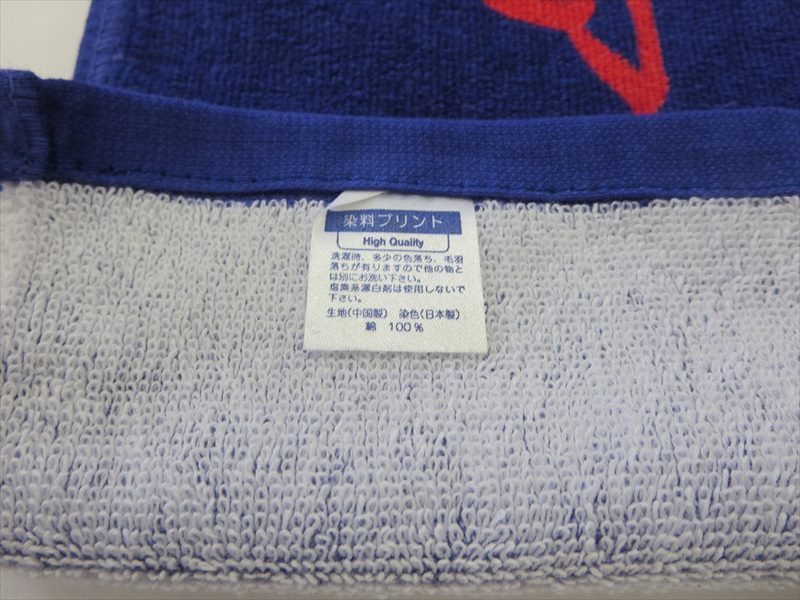 染料プリント
High Quality
洗濯時、多少の色落ち、毛羽
落ちが有りますので他の物と
は別にお洗い下さい。
塩素系漂白剤は使用しないで
下さい。
生地(中国製) 染色(日本製)
綿 100%